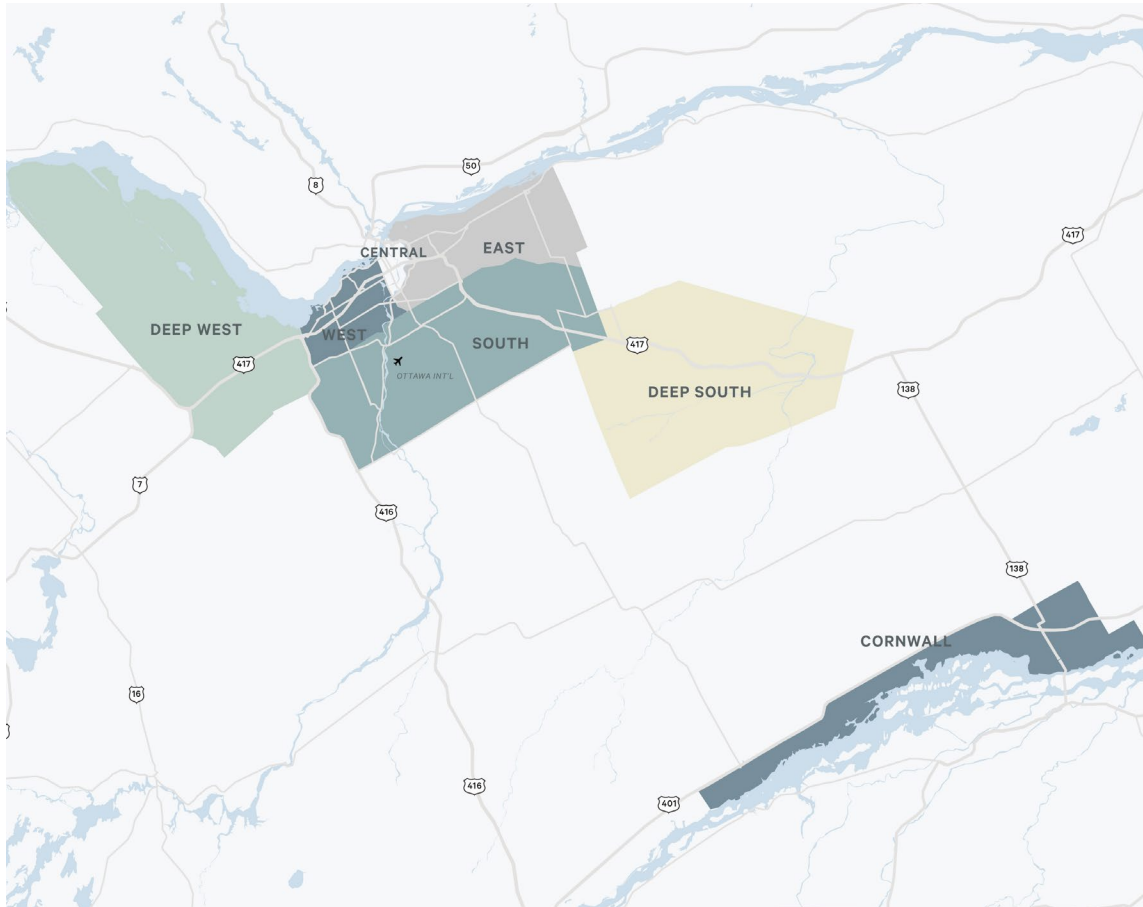 50
8
417
CENTRAL
EAST
DEEP WEST
WEST
SOUTH
417
417
OTTAWA INT'L
DEEP SOUTH
138
7
416
138
CORNWALL
16
416
401